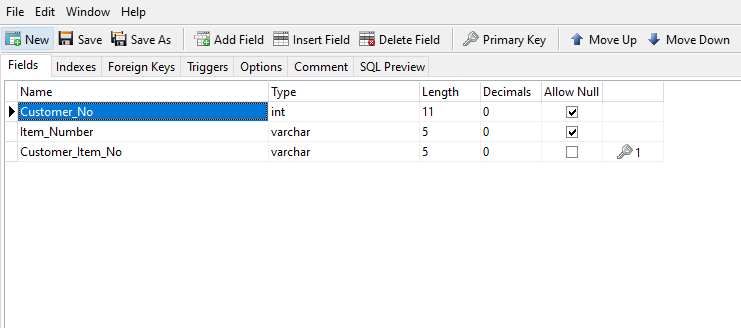 File Edit Window Help
New Save Save As Add Field Insert Field Delete Field Primary Key Move Up Move Down
Fields Indexes Foreign Keys Triggers Options Comment SQL Preview
Name Type Length Decimals Allow Null
Customer_No int 11 0
Item_Number varchar 5 0
Customer_Item_No varchar 5 0 1